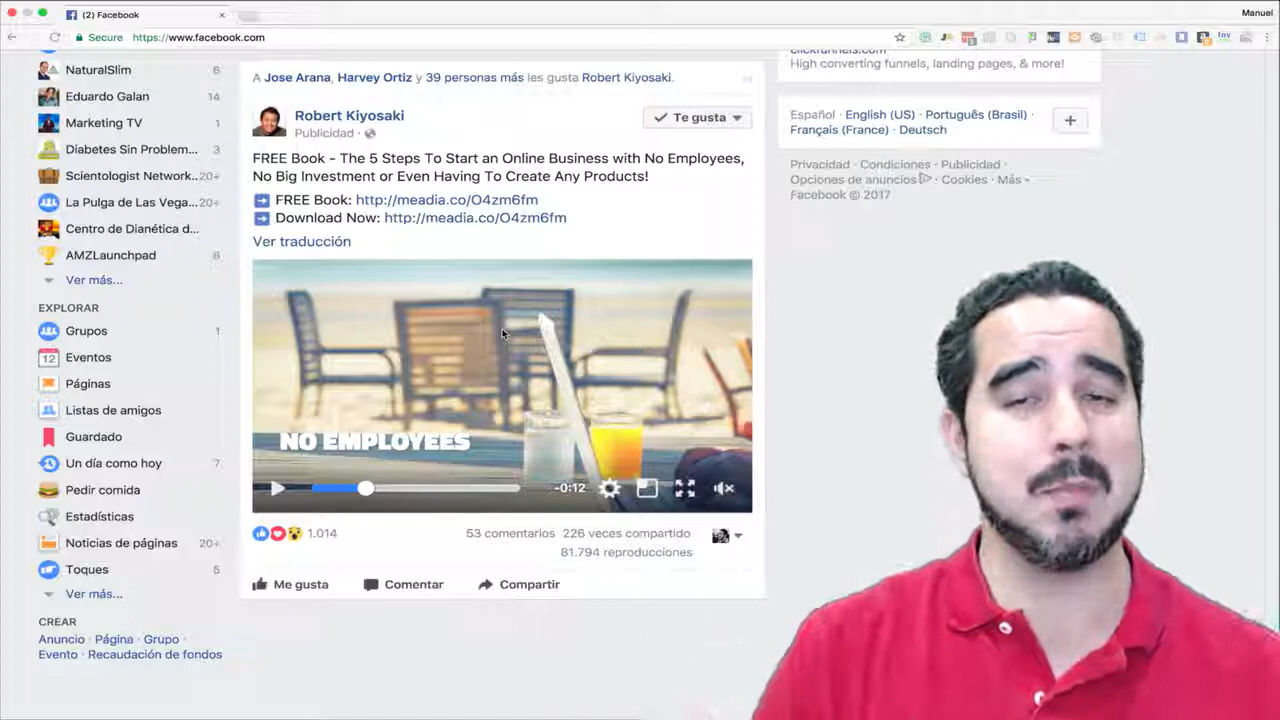 (2) Facebook
Manuel
Secure https://www.facebook.com
NaturalSlim 6
Eduardo Galan 14
Marketing TV 1
Diabetes Sin Problem... 3
Scientologist Network... 20+
La Pulga de Las Vega... 20+
Centro de Dianética d...
AMZLaunchpad 6
Ver más...
EXPLORAR
Grupos 1
Eventos
Páginas
Listas de amigos
Guardado
Un día como hoy 7
Pedir comida
Estadísticas
Noticias de páginas 20+
Toques 5
Ver más...
CREAR
Anuncio · Página · Grupo ·
Evento · Recaudación de fondos
A Jose Arana, Harvey Ortiz y 39 personas más les gusta Robert Kiyosaki.
Robert Kiyosaki
Publicidad ·
Te gusta
FREE Book - The 5 Steps To Start an Online Business with No Employees,
No Big Investment or Even Having To Create Any Products!
FREE Book: http://meadia.co/O4zm6fm
Download Now: http://meadia.co/O4zm6fm
Ver traducción
NO EMPLOYEES
-0:12
1.014
53 comentarios 226 veces compartido
81.794 reproducciones
Me gusta Comentar Compartir
clickfunnels.com
High converting funnels, landing pages, & more!
Español · English (US) · Português (Brasil) ·
Français (France) · Deutsch
Privacidad · Condiciones · Publicidad ·
Opciones de anuncios · Cookies · Más
Facebook © 2017